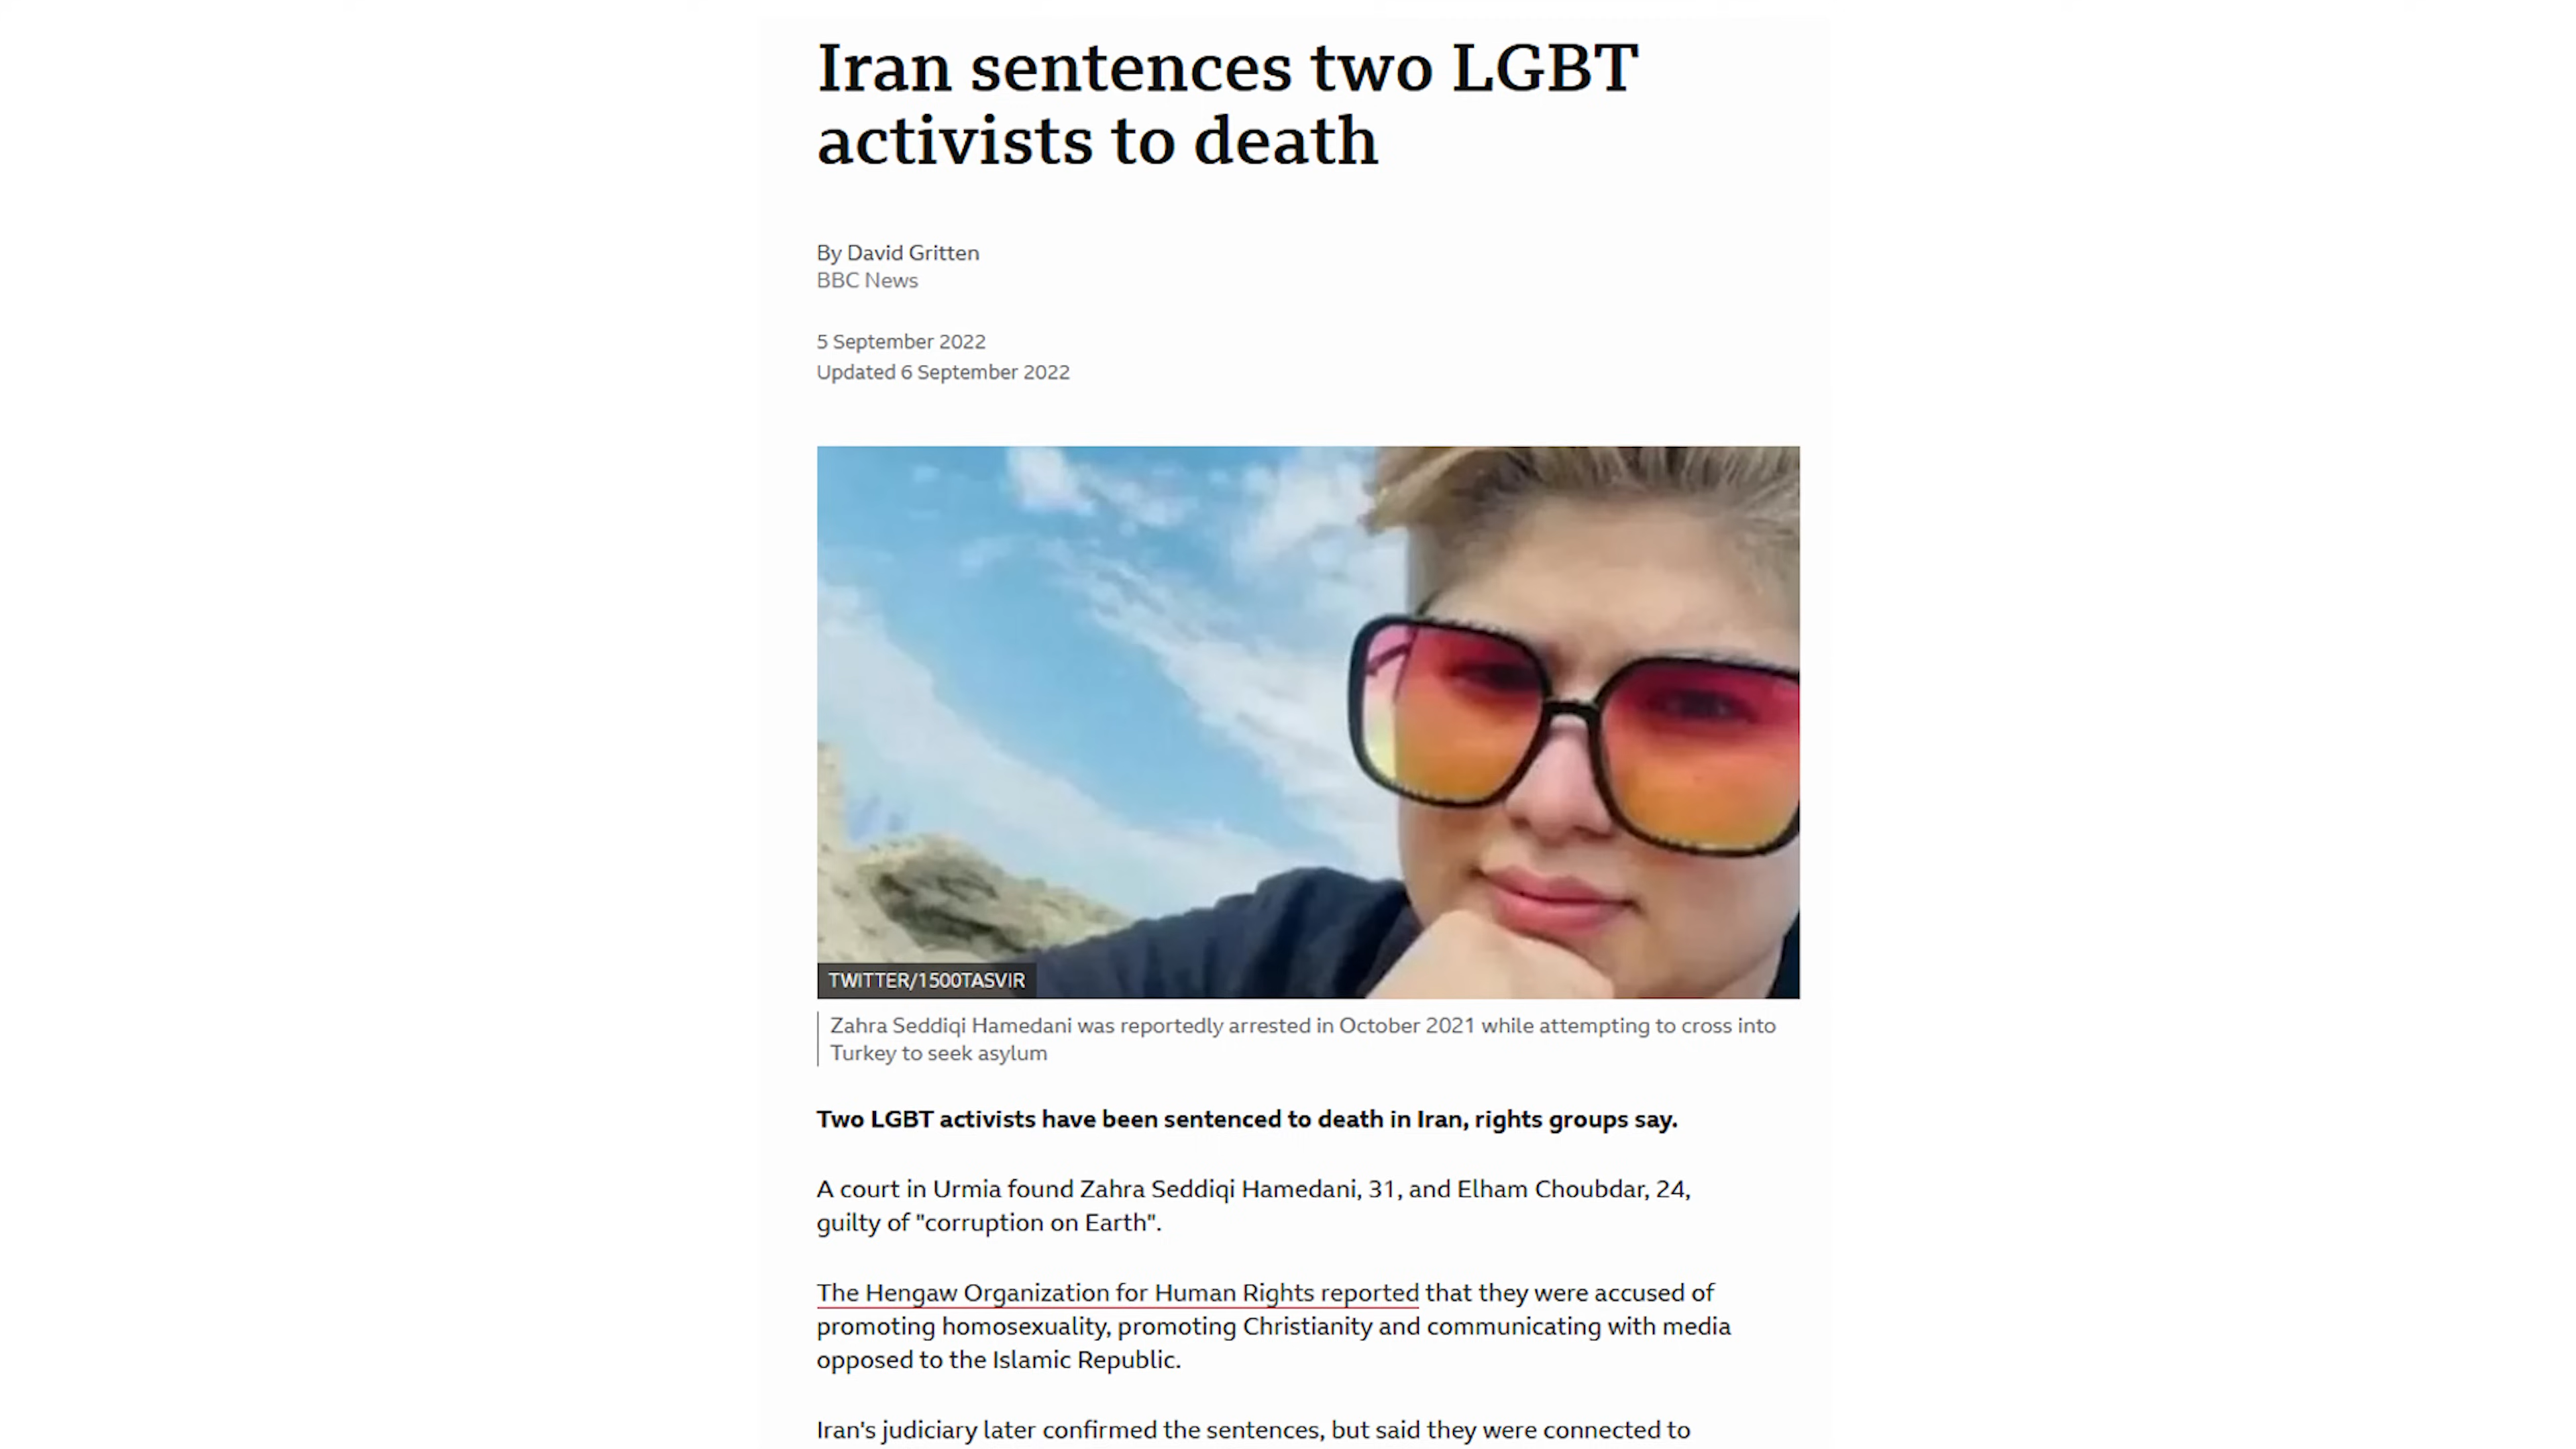 Iran sentences two LGBT
activists to death
By David Gritten
BBC News
5 September 2022
Updated 6 September 2022
TWITTER/1500TASVIR
Zahra Seddiqi Hamedani was reportedly arrested in October 2021 while attempting to cross into
Turkey to seek asylum
Two LGBT activists have been sentenced to death in Iran, rights groups say.
A court in Urmia found Zahra Seddiqi Hamedani, 31, and Elham Choubdar, 24,
guilty of "corruption on Earth".
The Hengaw Organization for Human Rights reported that they were accused of
promoting homosexuality, promoting Christianity and communicating with media
opposed to the Islamic Republic.
Iran's judiciary later confirmed the sentences, but said they were connected to